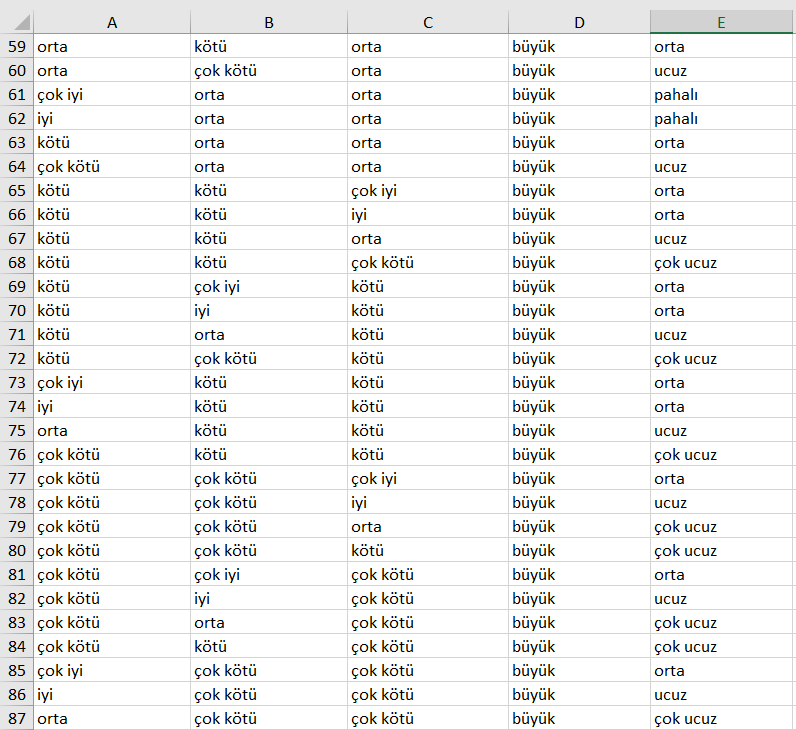 A B C D E
59 orta kötü orta büyük orta
60 orta çok kötü orta büyük ucuz
61 çok iyi orta orta büyük pahalı
62 iyi orta orta büyük pahalı
63 kötü orta orta büyük orta
64 çok kötü orta orta büyük ucuz
65 kötü kötü çok iyi büyük orta
66 kötü kötü iyi büyük orta
67 kötü kötü orta büyük ucuz
68 kötü kötü çok kötü büyük çok ucuz
69 kötü çok iyi kötü büyük orta
70 kötü iyi kötü büyük orta
71 kötü orta kötü büyük ucuz
72 kötü çok kötü kötü büyük çok ucuz
73 çok iyi kötü kötü büyük orta
74 iyi kötü kötü büyük orta
75 orta kötü kötü büyük ucuz
76 çok kötü kötü kötü büyük çok ucuz
77 çok kötü çok kötü çok iyi büyük orta
78 çok kötü çok kötü iyi büyük ucuz
79 çok kötü çok kötü orta büyük çok ucuz
80 çok kötü çok kötü kötü büyük çok ucuz
81 çok kötü çok iyi çok kötü büyük orta
82 çok kötü iyi çok kötü büyük ucuz
83 çok kötü orta çok kötü büyük çok ucuz
84 çok kötü kötü çok kötü büyük çok ucuz
85 çok iyi çok kötü çok kötü büyük orta
86 iyi çok kötü çok kötü büyük ucuz
87 orta çok kötü çok kötü büyük çok ucuz